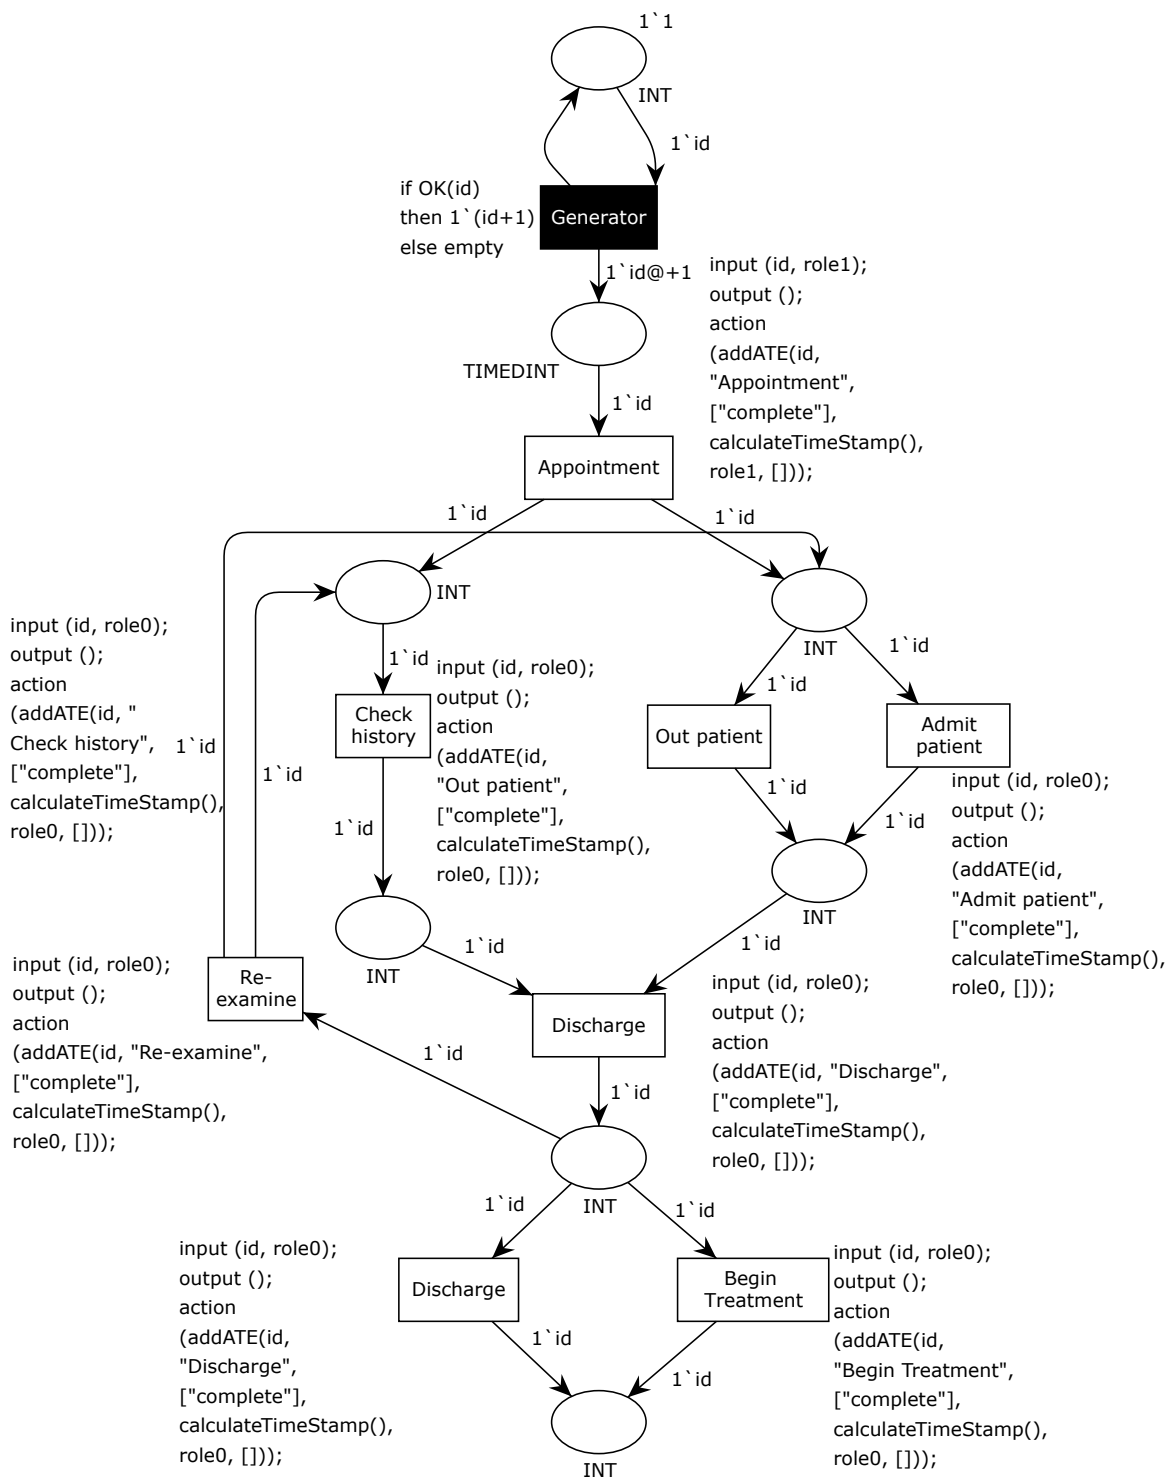 1`1
INT
1`id
if OK(id)
then 1`(id+1)
else empty
Generator
1`id@+1
input (id, role1);
output ();
action
(addATE(id,
"Appointment",
["complete"],
calculateTimeStamp(),
role1, []));
TIMEDINT
1`id
Appointment
1`id
1`id
INT
INT
input (id, role0);
output ();
action
(addATE(id, "
Check history",
["complete"],
calculateTimeStamp(),
role0, []));
1`id
1`id
1`id
Check
history
input (id, role0);
output ();
action
(addATE(id,
"Out patient",
["complete"],
calculateTimeStamp(),
role0, []));
1`id
1`id
Out patient
Admit
patient
1`id
1`id
1`id
input (id, role0);
output ();
action
(addATE(id,
"Admit patient",
["complete"],
calculateTimeStamp(),
role0, []));
INT
INT
1`id
1`id
input (id, role0);
output ();
action
(addATE(id, "Re-examine",
["complete"],
calculateTimeStamp(),
role0, []));
Re-
examine
Discharge
input (id, role0);
output ();
action
(addATE(id, "Discharge",
["complete"],
calculateTimeStamp(),
role0, []));
1`id
1`id
INT
1`id
1`id
input (id, role0);
output ();
action
(addATE(id,
"Discharge",
["complete"],
calculateTimeStamp(),
role0, []));
Discharge
Begin
Treatment
input (id, role0);
output ();
action
(addATE(id,
"Begin Treatment",
["complete"],
calculateTimeStamp(),
role0, []));
1`id
1`id
INT